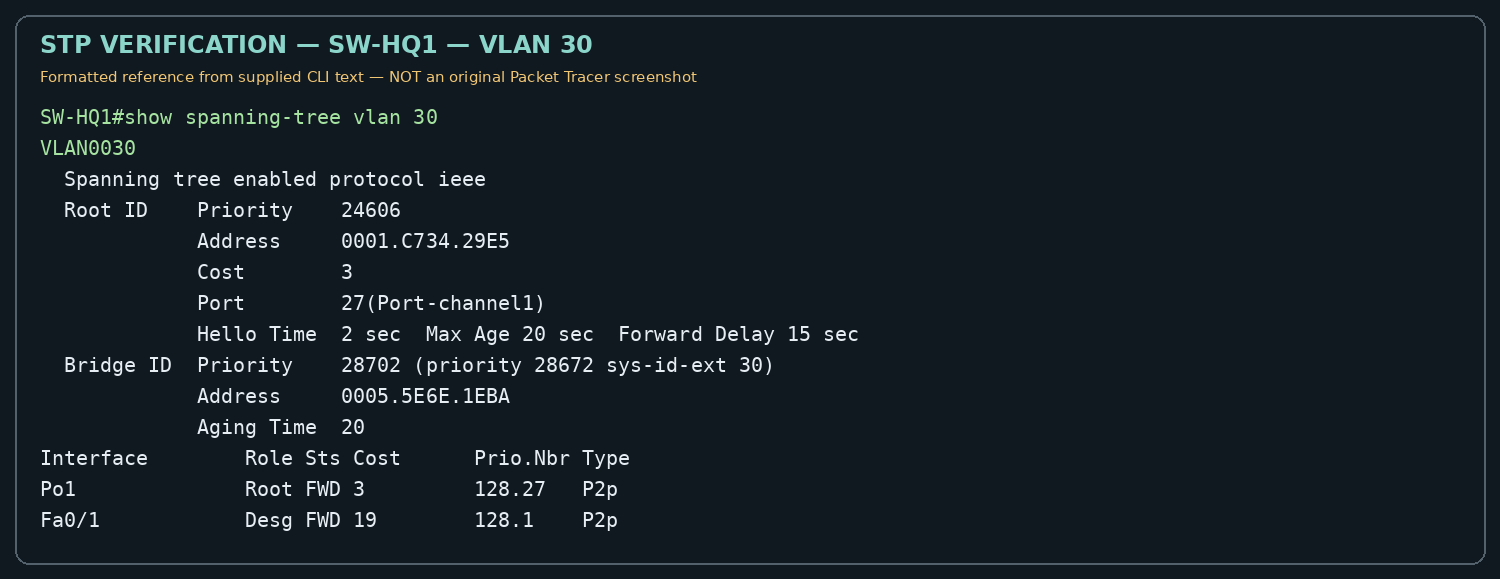 STP VERIFICATION — SW-HQ1 — VLAN 30
Formatted reference from supplied CLI text — NOT an original Packet Tracer screenshot
SW-HQ1#show spanning-tree vlan 30
VLAN0030
  Spanning tree enabled protocol ieee
  Root ID    Priority    24606
             Address     0001.C734.29E5
             Cost        3
             Port        27(Port-channel1)
             Hello Time  2 sec  Max Age 20 sec  Forward Delay 15 sec
  Bridge ID  Priority    28702 (priority 28672 sys-id-ext 30)
             Address     0005.5E6E.1EBA
             Aging Time  20
Interface        Role Sts Cost      Prio.Nbr Type
Po1              Root FWD 3         128.27   P2p
Fa0/1            Desg FWD 19        128.1    P2p